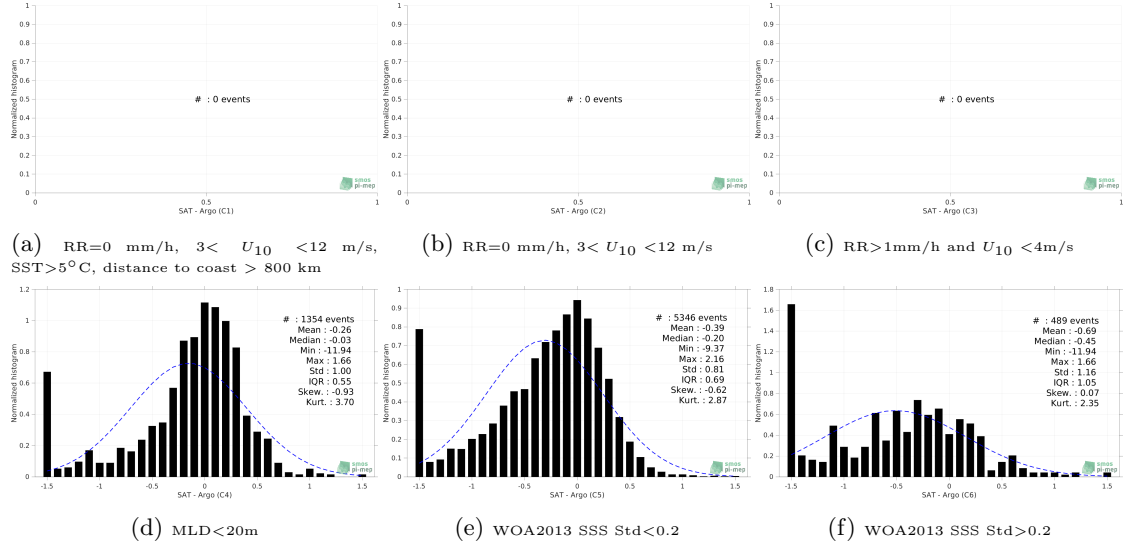 Normalized histogram
1
0.9
0.8
0.7
0.6
0.5
0.4
0.3
0.2
0.1
0
# : 0 events
smos
pi-mep
0
0.5
1
SAT - Argo (C1)
(a) RR=0 mm/h, 3< U10 <12 m/s,
SST>5°C, distance to coast > 800 km
Normalized histogram
1
0.9
0.8
0.7
0.6
0.5
0.4
0.3
0.2
0.1
0
# : 0 events
smos
pi-mep
0
0.5
1
SAT - Argo (C2)
(b) RR=0 mm/h, 3< U10 <12 m/s
Normalized histogram
1
0.9
0.8
0.7
0.6
0.5
0.4
0.3
0.2
0.1
0
# : 0 events
smos
pi-mep
0
0.5
1
SAT - Argo (C3)
(c) RR>1mm/h and U10 <4m/s
Normalized histogram
1.2
1
0.8
0.6
0.4
0.2
0
# : 1354 events
Mean : -0.26
Median : -0.03
Min : -11.94
Max : 1.66
Std : 1.00
IQR : 0.55
Skew. : -0.93
Kurt. : 3.70
smos
pi-mep
-1.5
-1
-0.5
0
0.5
1
1.5
SAT - Argo (C4)
(d) MLD<20m
Normalized histogram
1
0.9
0.8
0.7
0.6
0.5
0.4
0.3
0.2
0.1
0
# : 5346 events
Mean : -0.39
Median : -0.20
Min : -9.37
Max : 2.16
Std : 0.81
IQR : 0.69
Skew. : -0.62
Kurt. : 2.87
smos
pi-mep
-1.5
-1
-0.5
0
0.5
1
1.5
SAT - Argo (C5)
(e) WOA2013 SSS Std<0.2
Normalized histogram
1.8
1.6
1.4
1.2
1
0.8
0.6
0.4
0.2
0
# : 489 events
Mean : -0.69
Median : -0.45
Min : -11.94
Max : 1.66
Std : 1.16
IQR : 1.05
Skew. : 0.07
Kurt. : 2.35
smos
pi-mep
-1.5
-1
-0.5
0
0.5
1
1.5
SAT - Argo (C6)
(f) WOA2013 SSS Std>0.2